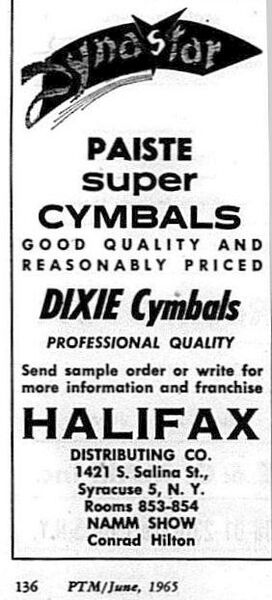 Dynastar
PAISTE
super
CYMBALS
GOOD QUALITY AND
REASONABLY PRICED
DIXIE Cymbals
PROFESSIONAL QUALITY
Send sample order or write for
more information and franchise
HALIFAX
DISTRIBUTING CO.
1421 S. Salina St.,
Syracuse 5, N. Y.
Rooms 853-854
NAMM SHOW
Conrad Hilton
136 PTM/June, 1965